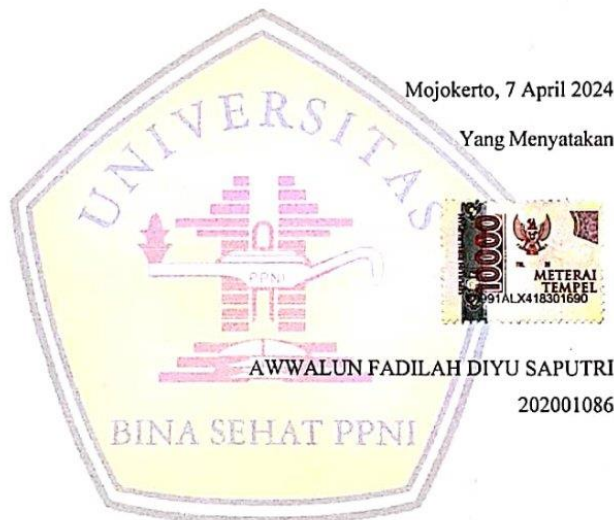 Mojokerto, 7 April 2024
Yang Menyatakan
UNIVERSITAS
PPNI
10000
METERAI
TEMPEL
991ALX418301690
AWWALUN FADILAH DIYU SAPUTRI
202001086
BINA SEHAT PPNI